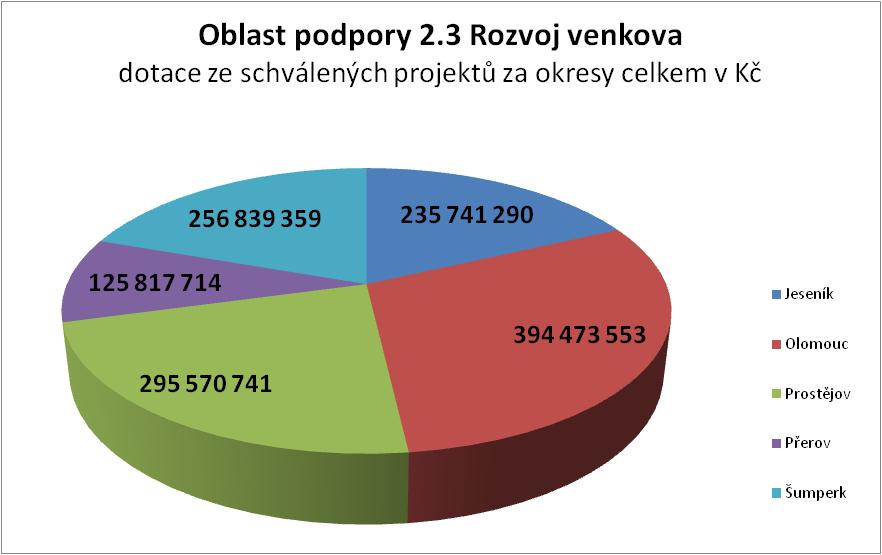 Oblast podpory 2.3 Rozvoj venkova
dotace ze schválených projektů za okresy celkem v Kč
256 839 359
235 741 290
125 817 714
394 473 553
295 570 741
Jeseník
Olomouc
Prostějov
Přerov
Šumperk